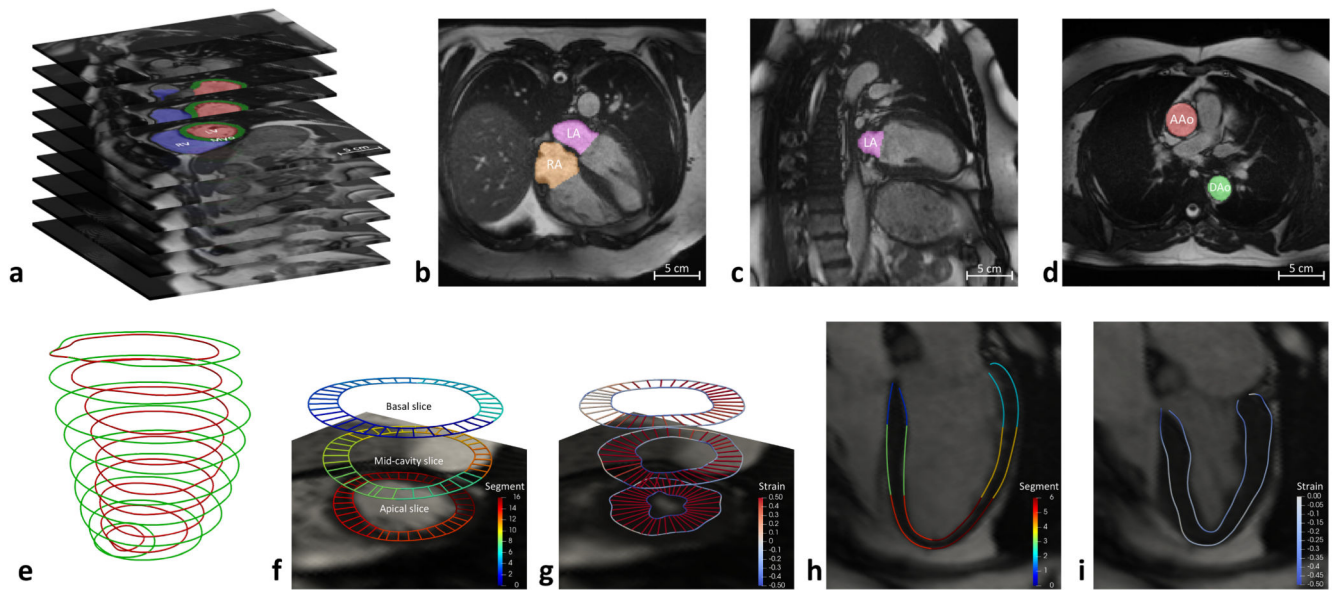 RV
LV
Myo
5 cm
a
LA
RA
5 cm
b
LA
5 cm
c
AAo
DAo
5 cm
d
e
Basal slice
Mid-cavity slice
Apical slice
Segment
16
14
12
10
8
6
4
2
0
f
Strain
0.50
0.4
0.3
0.2
0.1
0
-0.1
-0.2
-0.3
-0.4
-0.50
g
Segment
6
5
4
3
2
1
0
h
Strain
0.00
-0.05
-0.10
-0.15
-0.20
-0.25
-0.30
-0.35
-0.40
-0.45
-0.50
i